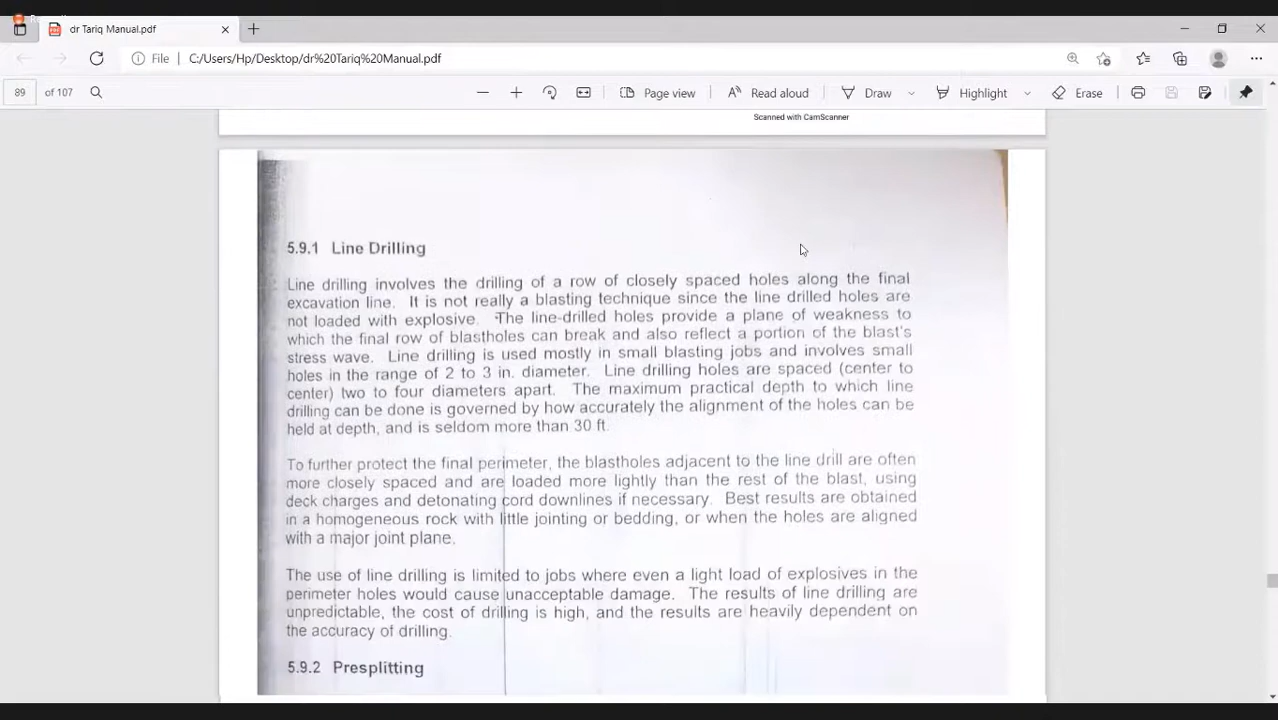 dr Tariq Manual.pdf
File C:/Users/Hp/Desktop/dr%20Tariq%20Manual.pdf
89 of 107 Page view Read aloud Draw Highlight Erase
Scanned with CamScanner
5.9.1 Line Drilling
Line drilling involves the drilling of a row of closely spaced holes along the final
excavation line. It is not really a blasting technique since the line drilled holes are
not loaded with explosive. The line-drilled holes provide a plane of weakness to
which the final row of blastholes can break and also reflect a portion of the blast's
stress wave. Line drilling is used mostly in small blasting jobs and involves small
holes in the range of 2 to 3 in. diameter. Line drilling holes are spaced (center to
center) two to four diameters apart. The maximum practical depth to which line
drilling can be done is governed by how accurately the alignment of the holes can be
held at depth, and is seldom more than 30 ft.
To further protect the final perimeter, the blastholes adjacent to the line drill are often
more closely spaced and are loaded more lightly than the rest of the blast, using
deck charges and detonating cord downlines if necessary. Best results are obtained
in a homogeneous rock with little jointing or bedding, or when the holes are aligned
with a major joint plane.
The use of line drilling is limited to jobs where even a light load of explosives in the
perimeter holes would cause unacceptable damage. The results of line drilling are
unpredictable, the cost of drilling is high, and the results are heavily dependent on
the accuracy of drilling.
5.9.2 Presplitting